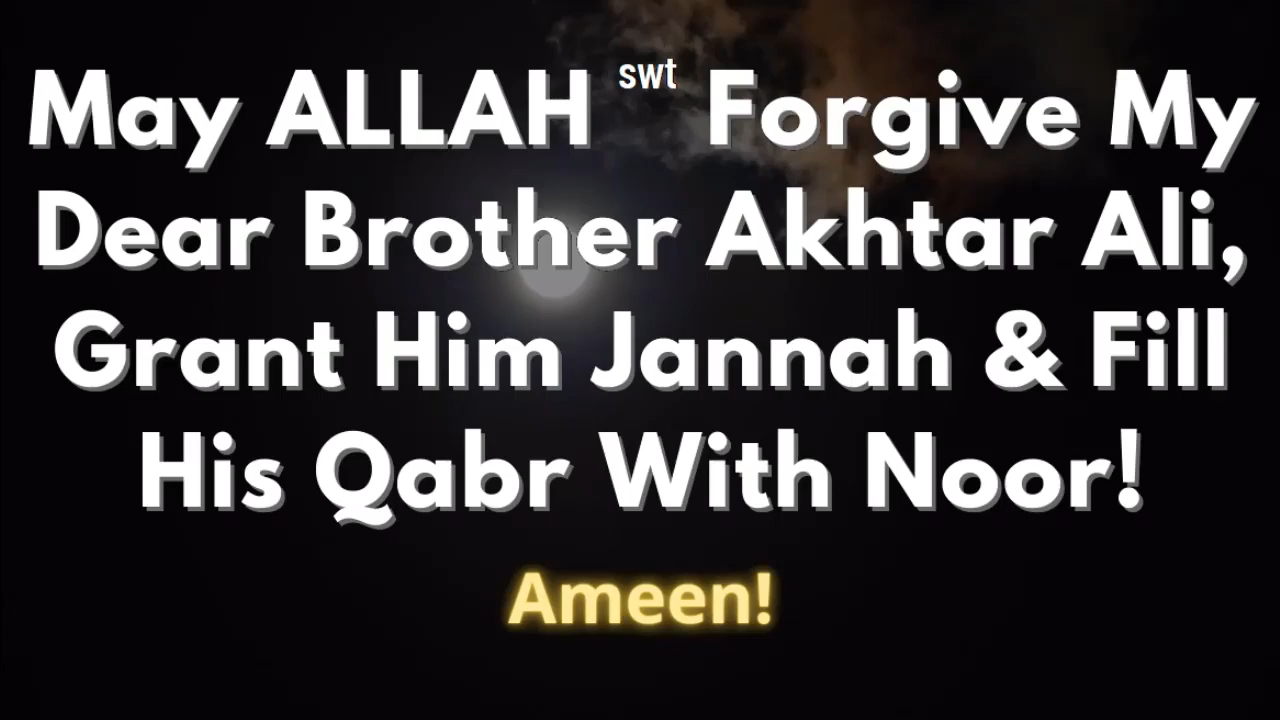 May ALLAH swt Forgive My
Dear Brother Akhtar Ali,
Grant Him Jannah & Fill
His Qabr With Noor!
Ameen!